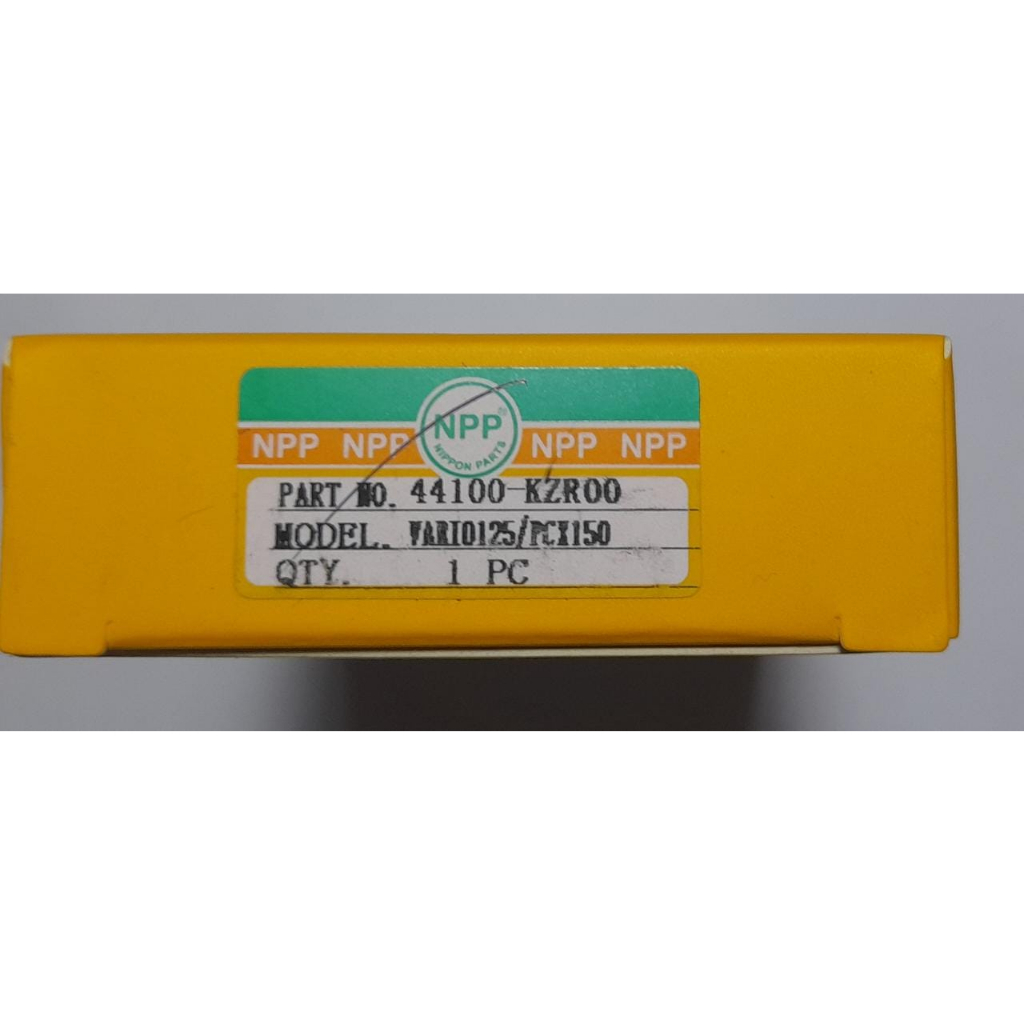 NPP NPP NPP® NPP NPP
NIPPON PARTS
PART NO. 44100-KZR00
MODEL. VARIO125/PCX150
QTY. 1 PC